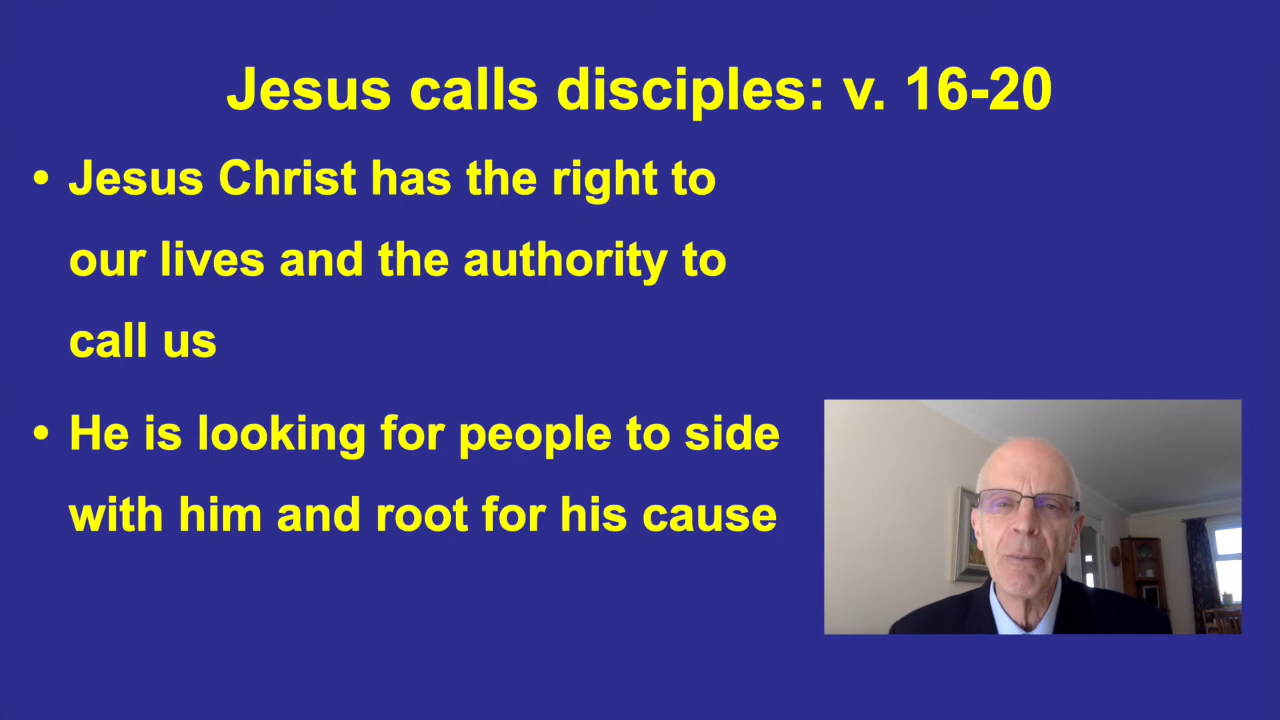 Jesus calls disciples: v. 16-20
• Jesus Christ has the right to
our lives and the authority to
call us
• He is looking for people to side
with him and root for his cause